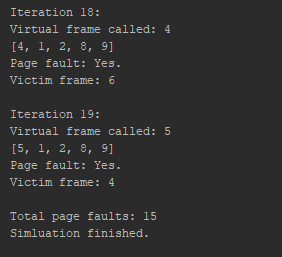 Iteration 18:
Virtual frame called: 4
[4, 1, 2, 8, 9]
Page fault: Yes.
Victim frame: 6
Iteration 19:
Virtual frame called: 5
[5, 1, 2, 8, 9]
Page fault: Yes.
Victim frame: 4
Total page faults: 15
Simluation finished.